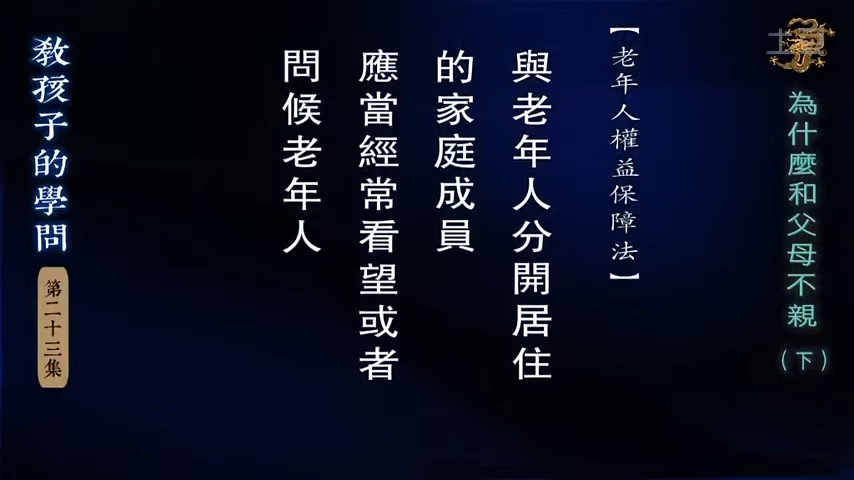 為什麼和父母不親
（下）
【老年人權益保障法】
與老年人分開居住
的家庭成員
應當經常看望或者
問候老年人
教孩子的學問
第二十三集